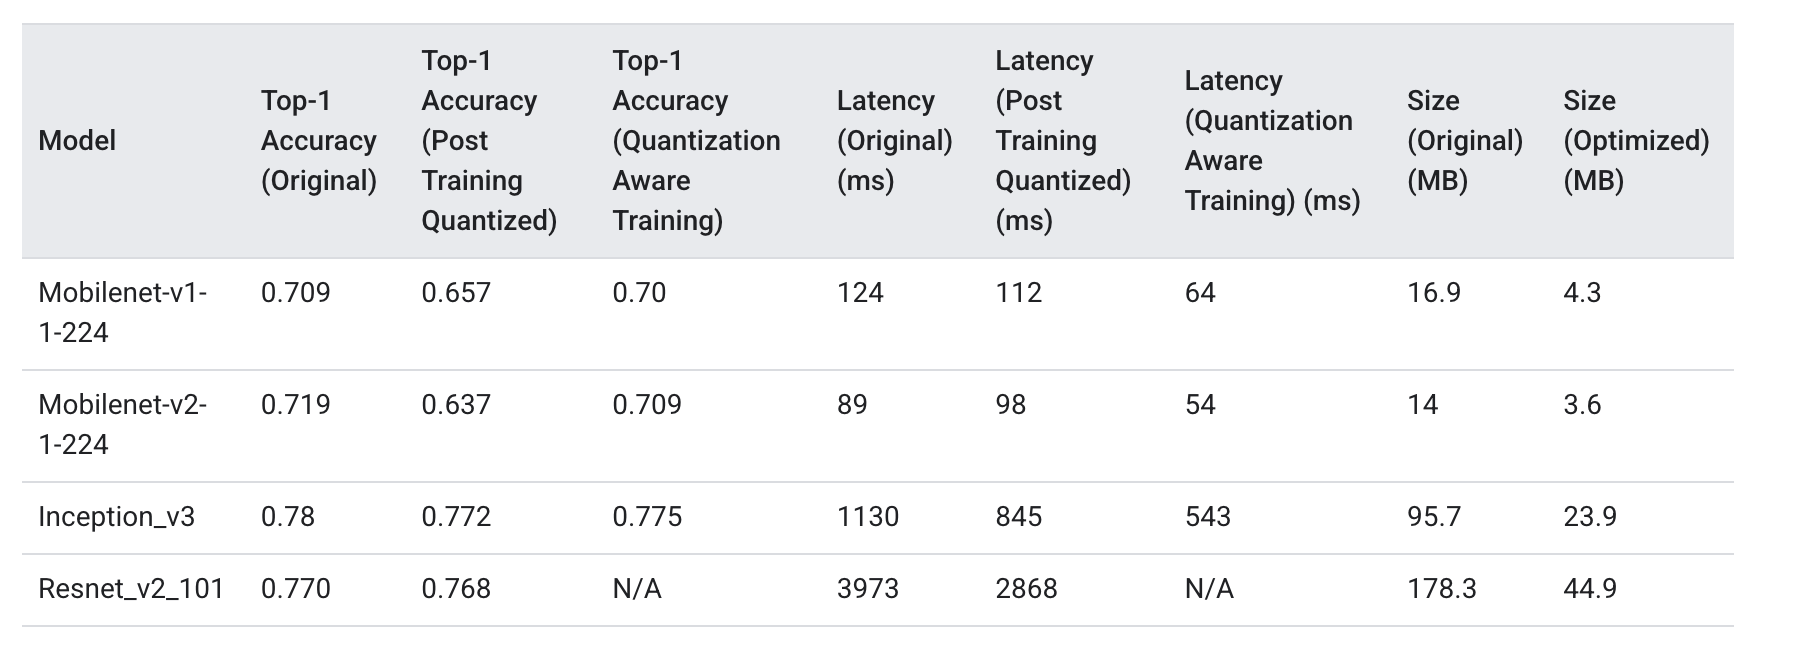 Model | Top-1 Accuracy (Original) | Top-1 Accuracy (Post Training Quantized) | Top-1 Accuracy (Quantization Aware Training) | Latency (Original) (ms) | Latency (Post Training Quantized) (ms) | Latency (Quantization Aware Training) (ms) | Size (Original) (MB) | Size (Optimized) (MB)
Mobilenet-v1-1-224 | 0.709 | 0.657 | 0.70 | 124 | 112 | 64 | 16.9 | 4.3
Mobilenet-v2-1-224 | 0.719 | 0.637 | 0.709 | 89 | 98 | 54 | 14 | 3.6
Inception_v3 | 0.78 | 0.772 | 0.775 | 1130 | 845 | 543 | 95.7 | 23.9
Resnet_v2_101 | 0.770 | 0.768 | N/A | 3973 | 2868 | N/A | 178.3 | 44.9